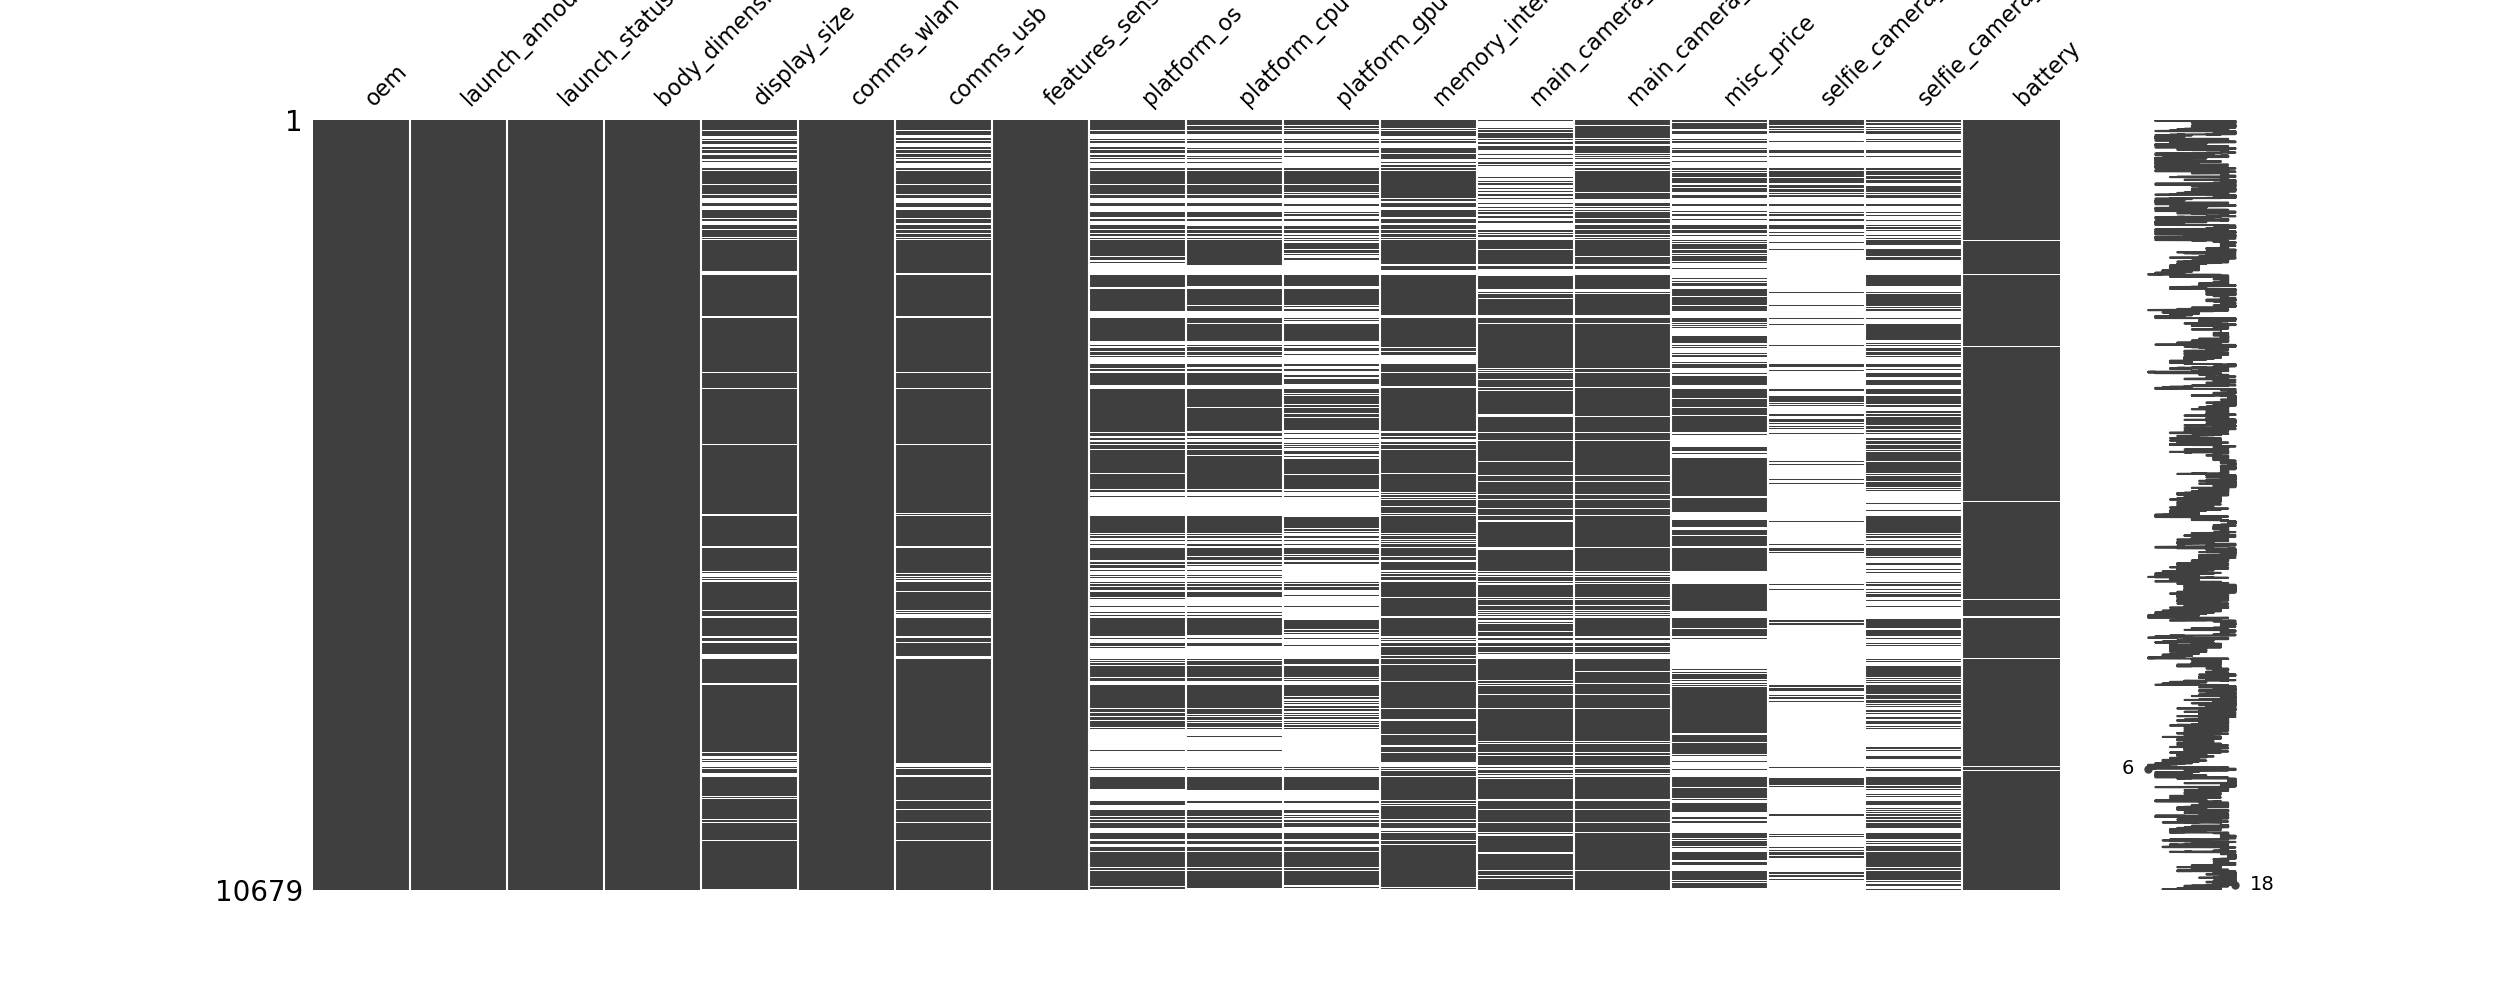 oem
launch_annou
launch_status
body_dimensi
display_size
comms_wlan
comms_usb
features_sens
platform_os
platform_cpu
platform_gpu
memory_inter
main_camera_
main_camera_
misc_price
selfie_camera_
selfie_camera_
battery
1
6
18
10679